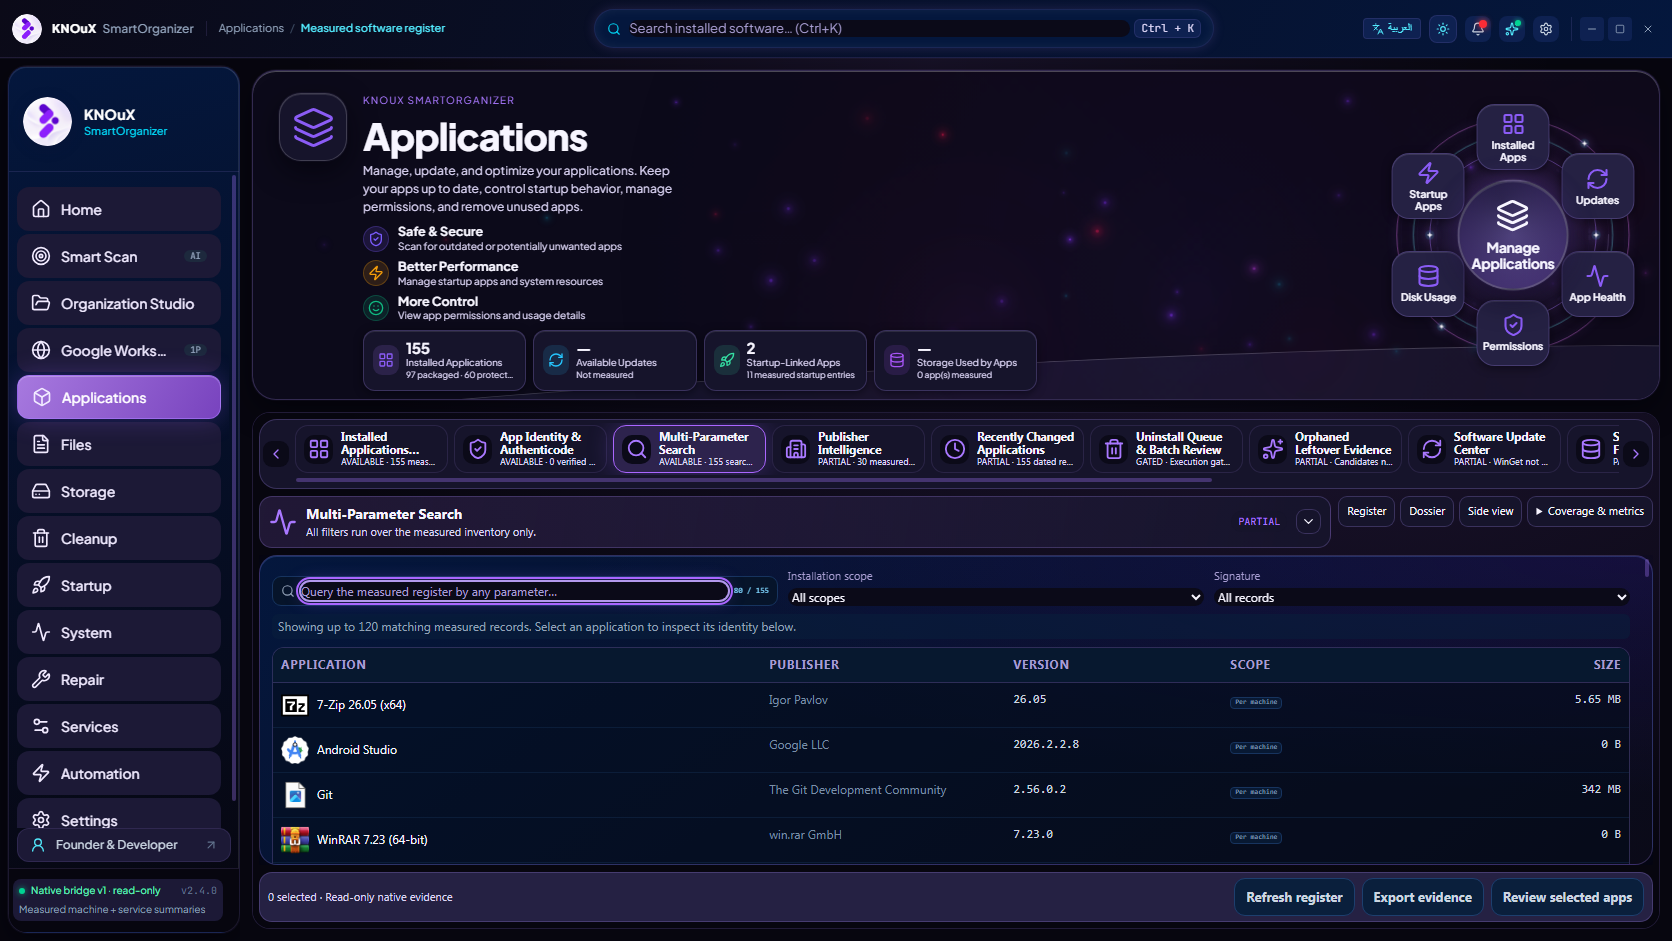 KNOuX SmartOrganizer
Applications / Measured software register
Search installed software... (Ctrl+K)
Ctrl + K
العربية
KNOuX
SmartOrganizer
Home
Smart Scan AI
Organization Studio
Google Works... 1P
Applications
Files
Storage
Cleanup
Startup
System
Repair
Services
Automation
Settings
Founder & Developer
Native bridge v1 · read-only v2.4.0
Measured machine + service summaries
KNOUX SMARTORGANIZER
Applications
Manage, update, and optimize your applications. Keep
your apps up to date, control startup behavior, manage
permissions, and remove unused apps.
Safe & Secure
Scan for outdated or potentially unwanted apps
Better Performance
Manage startup apps and system resources
More Control
View app permissions and usage details
155
Installed Applications
97 packaged · 60 protect...
—
Available Updates
Not measured
2
Startup-Linked Apps
11 measured startup entries
—
Storage Used by Apps
0 app(s) measured
Installed
Apps
Startup
Apps
Updates
Manage
Applications
Disk Usage
App Health
Permissions
Installed
Applications...
AVAILABLE · 155 meas...
App Identity &
Authenticode
AVAILABLE · 0 verified ...
Multi-Parameter
Search
AVAILABLE · 155 searc...
Publisher
Intelligence
PARTIAL · 30 measured...
Recently Changed
Applications
PARTIAL · 155 dated re...
Uninstall Queue
& Batch Review
GATED · Execution gat...
Orphaned
Leftover Evidence
PARTIAL · Candidates n...
Software Update
Center
PARTIAL · WinGet not ...
Multi-Parameter Search
All filters run over the measured inventory only.
PARTIAL
Register
Dossier
Side view
Coverage & metrics
Query the measured register by any parameter...
80 / 155
Installation scope
All scopes
Signature
All records
Showing up to 120 matching measured records. Select an application to inspect its identity below.
APPLICATION PUBLISHER VERSION SCOPE SIZE
7-Zip 26.05 (x64) Igor Pavlov 26.05 Per machine 5.65 MB
Android Studio Google LLC 2026.2.2.8 Per machine 0 B
Git The Git Development Community 2.56.0.2 Per machine 342 MB
WinRAR 7.23 (64-bit) win.rar GmbH 7.23.0 Per machine 0 B
0 selected · Read-only native evidence
Refresh register
Export evidence
Review selected apps